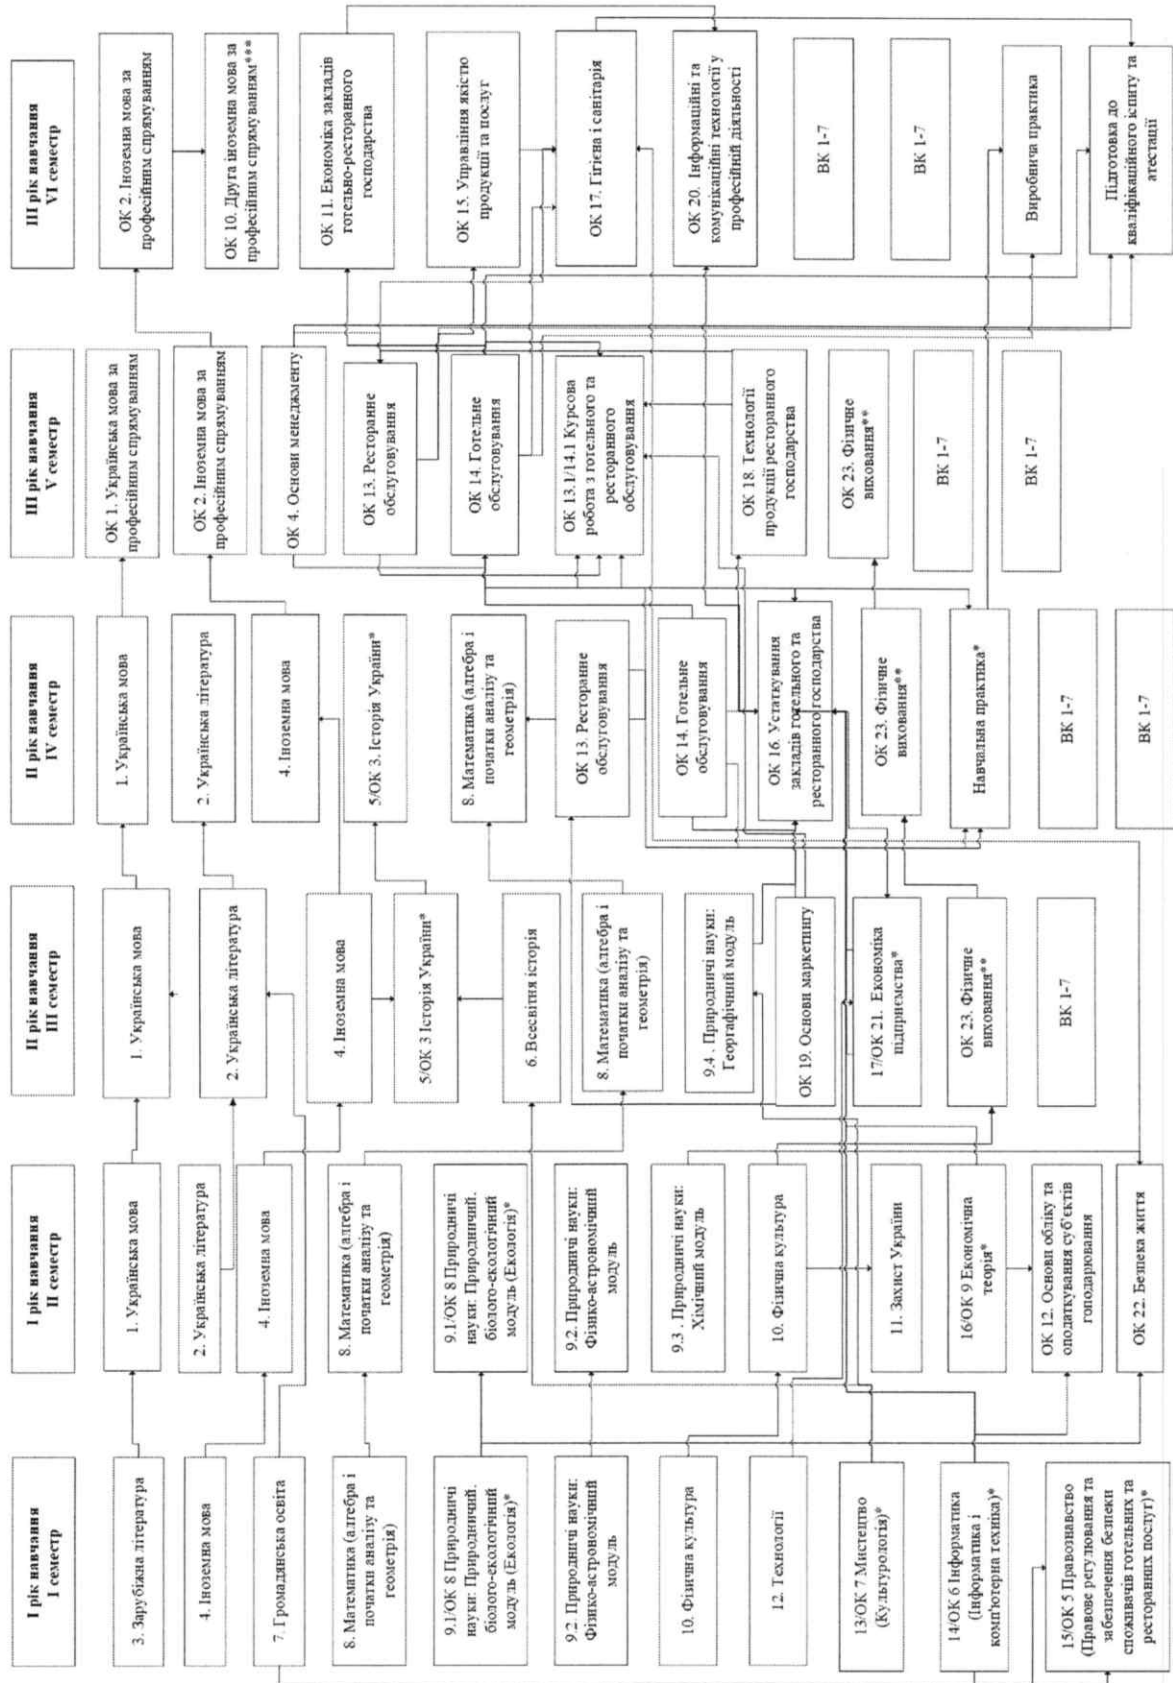 I рік навчання
I семестр
3. Зарубіжна література
4. Іноземна мова
7. Громадянська освіта
8. Математика (алгебра і
початки аналізу та
геометрія)
9.1/ОК 8 Природничі
науки: Природничий.
біолого-екологічний
модуль (Екологія)*
9.2. Природничі науки:
Фізико-астрономічний
модуль
10. Фізична культура
12. Технології
13/ОК 7 Мистецтво
(Культурологія)*
14/ОК 6 Інформатика
(Інформатика і
комп'ютерна техніка)*
15/ОК 5 Правознавство
(Правове регулювання та
забезпечення безпеки
споживачів готельних та
ресторанних послуг)*
I рік навчання
II семестр
1. Українська мова
2. Українська література
4. Іноземна мова
8. Математика (алгебра і
початки аналізу та
геометрія)
9.1/ОК 8 Природничі
науки: Природничий.
біолого-екологічний
модуль (Екологія)*
9.2. Природничі науки:
Фізико-астрономічний
модуль
9.3 . Природничі науки:
Хімічний модуль
10. Фізична культура
11. Захист України
16/ОК 9 Економічна
теорія*
ОК 12. Основи обліку та
оподаткування суб'єктів
гоподарювання
ОК 22. Безпека життя
II рік навчання
III семестр
1. Українська мова
2. Українська література
4. Іноземна мова
5/ОК 3 Історія України*
6. Всесвітня історія
8. Математика (алгебра і
початки аналізу та
геометрія)
9.4 . Природничі науки:
Георгафічний модуль
ОК 19. Основи маркетингу
17/ОК 21. Економіка
підприємства*
ОК 23. Фізичне
виховання**
ВК 1-7
II рік навчання
IV семестр
1. Українська мова
2. Українська література
4. Іноземна мова
5/ОК 3. Історія України*
8. Математика (алгебра і
початки аналізу та
геометрія)
ОК 13. Ресторанне
обслуговування
ОК 14. Готельне
обслуговування
ОК 16. Устаткування
закладів готельного та
ресторанного господарства
ОК 23. Фізичне
виховання**
Навчальна практика*
ВК 1-7
ВК 1-7
III рік навчання
V семестр
ОК 1. Українська мова за
професійним спрямуванням
ОК 2. Іноземна мова за
професійним спрямуванням
ОК 4. Основи менеджменту
ОК 13. Ресторанне
обслуговування
ОК 14. Готельне
обслуговування
ОК 13.1/14.1 Курсова
робота з готельного та
ресторанного
обслуговування
ОК 18. Технології
продукції ресторанного
господарства
ОК 23. Фізичне
виховання**
ВК 1-7
ВК 1-7
III рік навчання
VI семестр
ОК 2. Іноземна мова за
професійним спрямуванням
ОК 10. Друга іноземна мова за
професійним спрямуванням***
ОК 11. Економіка закладів
готельно-ресторанного
господарства
ОК 15. Управління якістю
продукції та послуг
ОК 17. Гігієна і санітарія
ОК 20. Інформаційні та
комунікаційні технології у
професійній діяльності
ВК 1-7
ВК 1-7
Виробнича практика
Підготовка до
кваліфікаційного іспиту та
атестації